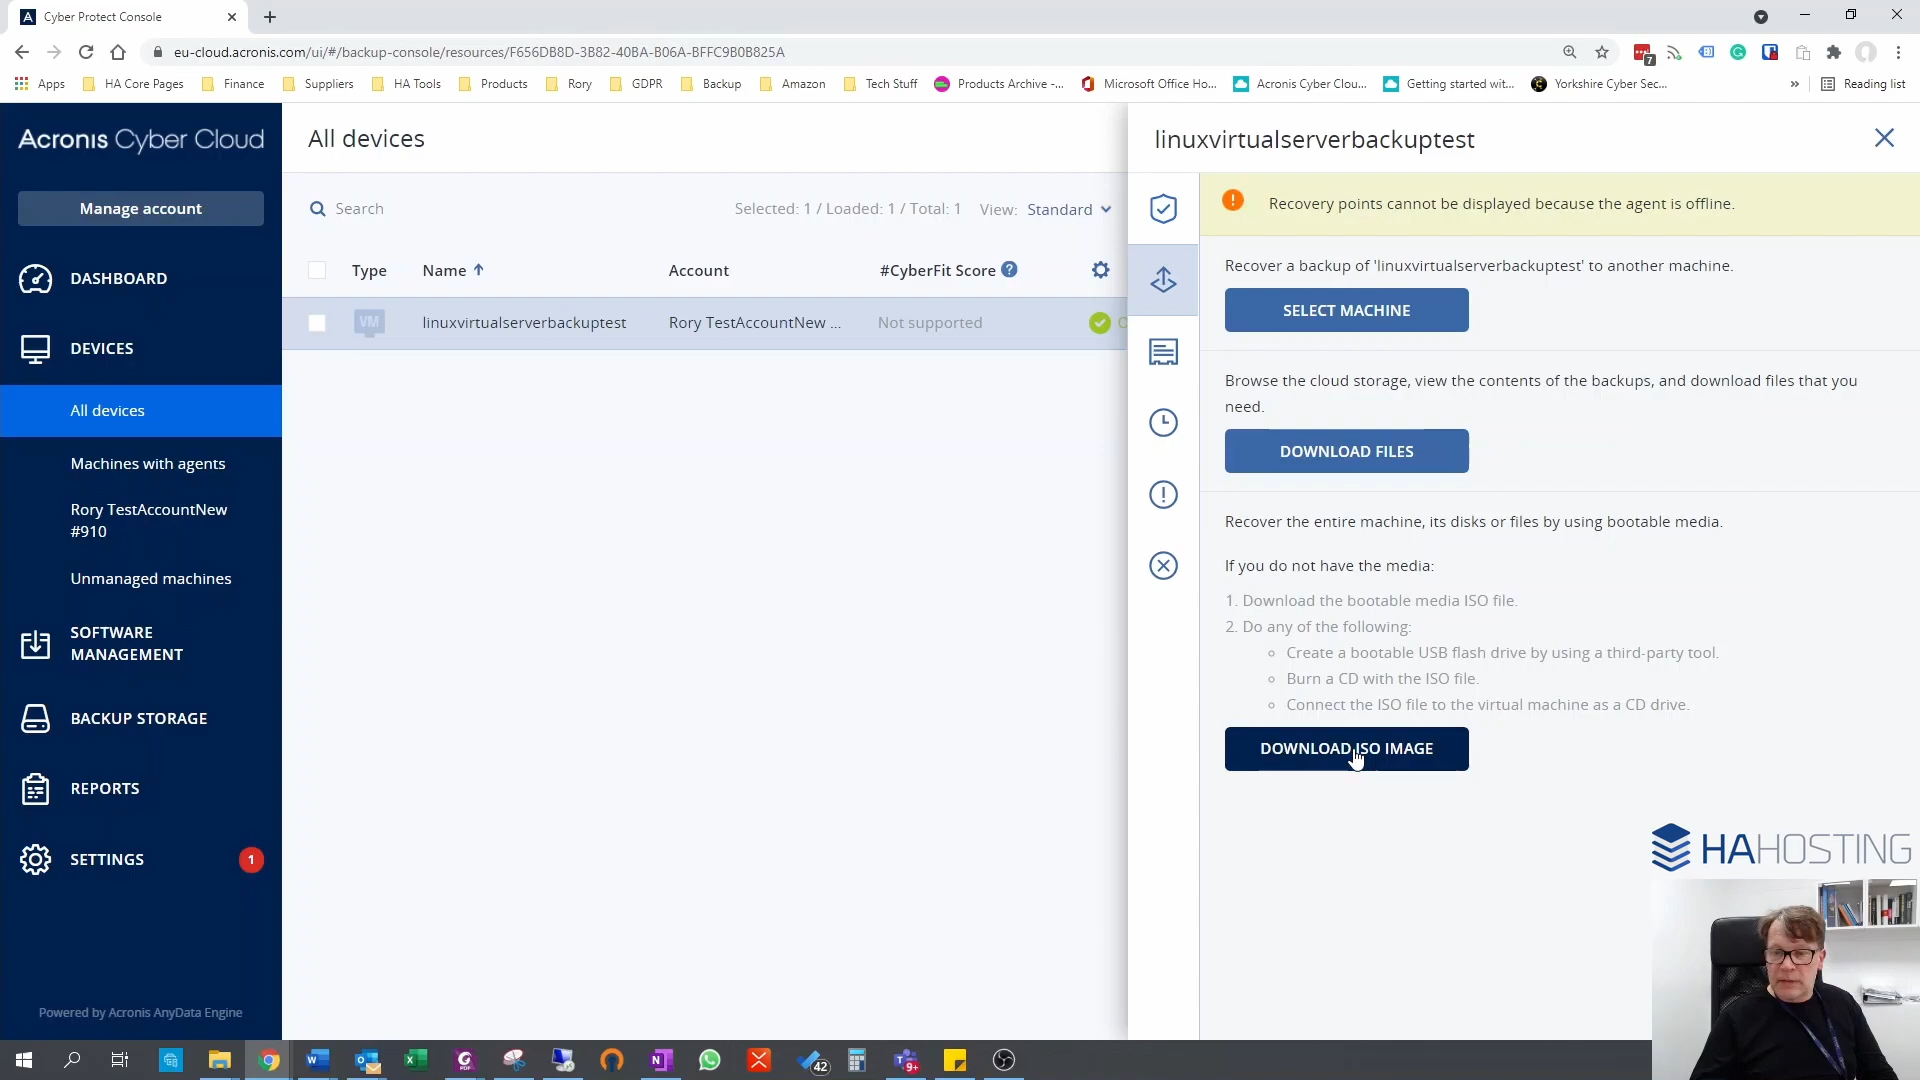 Cyber Protect Console
eu-cloud.acronis.com/ui/#/backup-console/resources/F656DB8D-3B82-40BA-B06A-BFFC9B0B825A
7
Apps HA Core Pages Finance Suppliers HA Tools Products Rory GDPR Backup Amazon Tech Stuff Products Archive -... Microsoft Office Ho... Acronis Cyber Clou... Getting started wit... Yorkshire Cyber Sec... » Reading list
Acronis Cyber Cloud
Manage account
DASHBOARD
DEVICES
All devices
Machines with agents
Rory TestAccountNew
#910
Unmanaged machines
SOFTWARE
MANAGEMENT
BACKUP STORAGE
REPORTS
SETTINGS 1
Powered by Acronis AnyData Engine
All devices
Search Selected: 1 / Loaded: 1 / Total: 1 View: Standard
Type Name Account #CyberFit Score
VM linuxvirtualserverbackuptest Rory TestAccountNew ... Not supported
linuxvirtualserverbackuptest
Recovery points cannot be displayed because the agent is offline.
Recover a backup of 'linuxvirtualserverbackuptest' to another machine.
SELECT MACHINE
Browse the cloud storage, view the contents of the backups, and download files that you
need.
DOWNLOAD FILES
Recover the entire machine, its disks or files by using bootable media.
If you do not have the media:
1. Download the bootable media ISO file.
2. Do any of the following:
Create a bootable USB flash drive by using a third-party tool.
Burn a CD with the ISO file.
Connect the ISO file to the virtual machine as a CD drive.
DOWNLOAD ISO IMAGE
HAHOSTING
42
9+